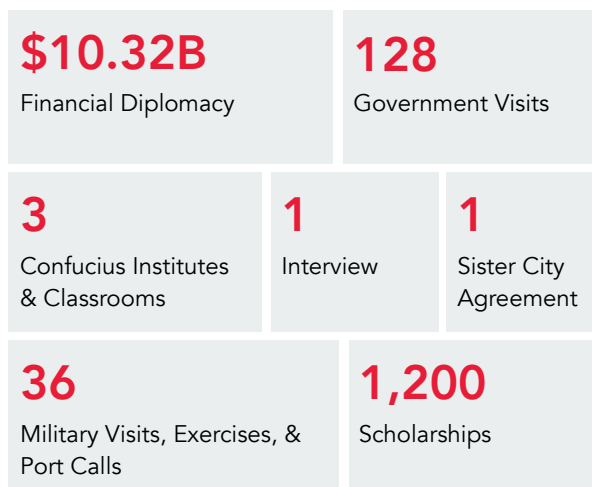 $10.32B
Financial Diplomacy
128
Government Visits
3
Confucius Institutes
& Classrooms
1
Interview
1
Sister City
Agreement
36
Military Visits, Exercises, &
Port Calls
1,200
Scholarships